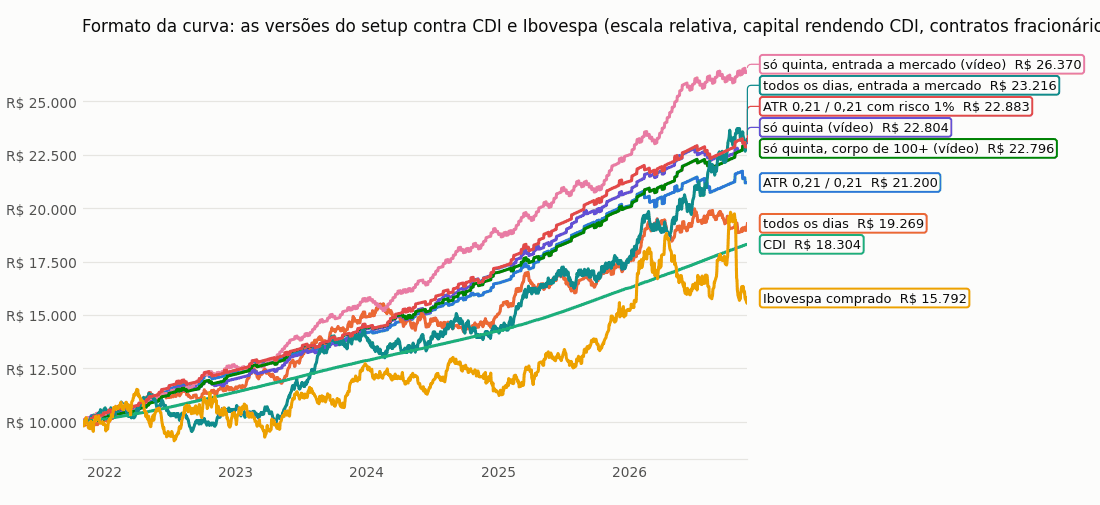 Formato da curva: as versões do setup contra CDI e Ibovespa (escala relativa, capital rendendo CDI, contratos
só quinta, entrada a mercado (vídeo) R$ 26.370
todos os dias, entrada a mercado R$ 23.216
ATR 0,21 / 0,21 com risco 1% R$ 22.883
só quinta (vídeo) R$ 22.804
só quinta, corpo de 100+ (vídeo) R$ 22.796
ATR 0,21 / 0,21 R$ 21.200
todos os dias R$ 19.269
CDI R$ 18.304
Ibovespa comprado R$ 15.792
R$ 25.000
R$ 22.500
R$ 20.000
R$ 17.500
R$ 15.000
R$ 12.500
R$ 10.000
2022
2023
2024
2025
2026